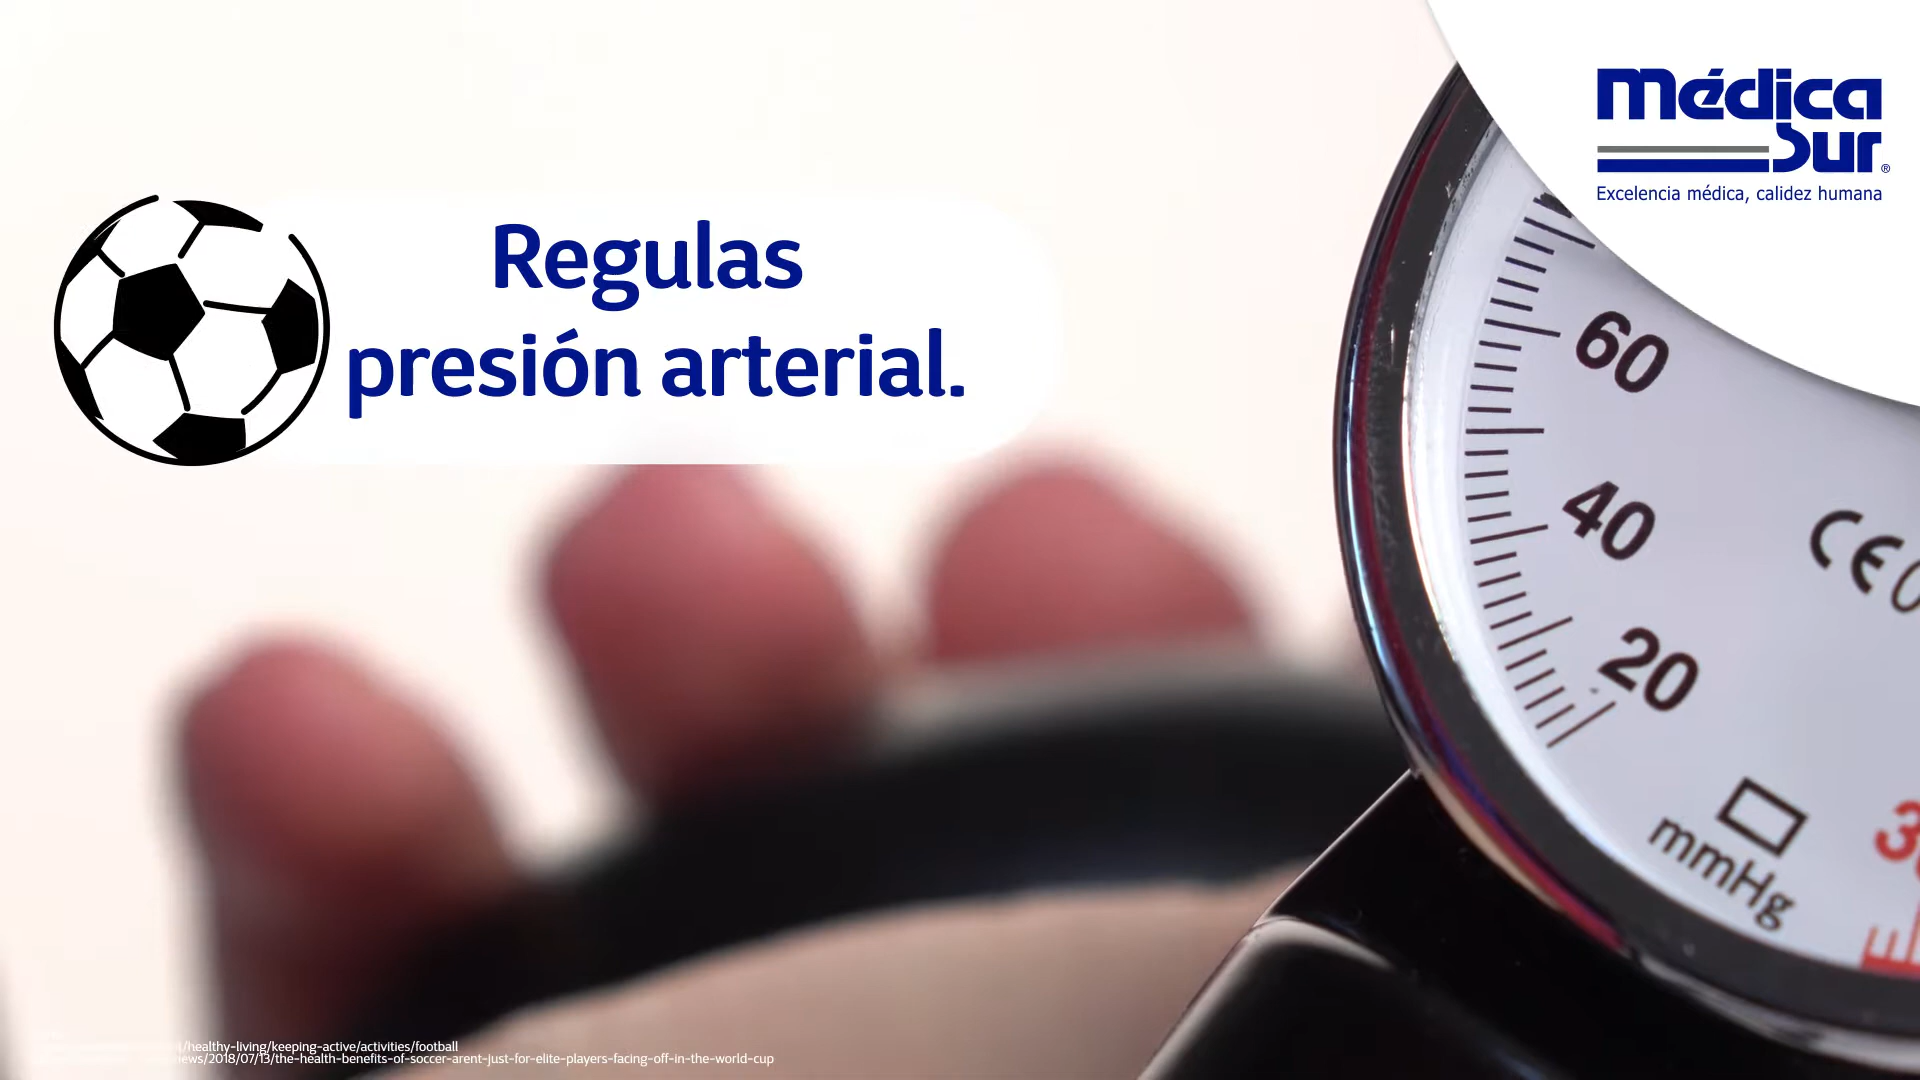 médica
Sur®
Excelencia médica, calidez humana
Regulas
presión arterial.
60
40
20
CE0
mmHg
/healthy-living/keeping-active/activities/football
/2018/07/13/the-health-benefits-of-soccer-arent-just-for-elite-players-facing-off-in-the-world-cup